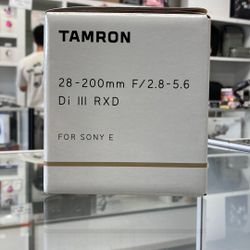 TAMRON
28-200mm F/2.8-5.6
Di III RXD
FOR SONY E